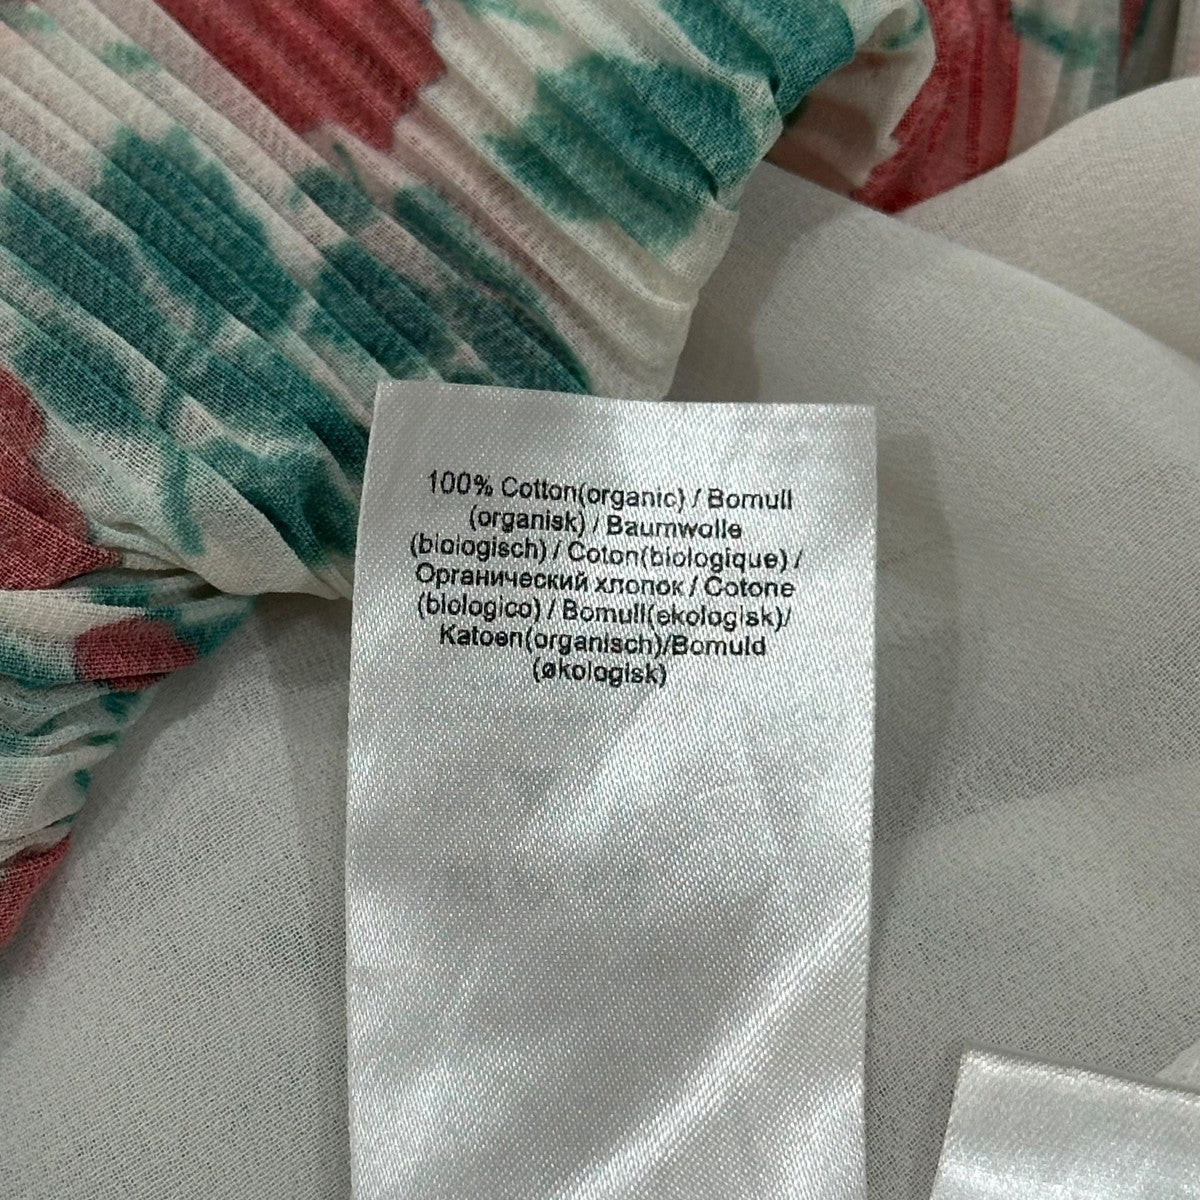 100% Cotton(organic) / Bomull
(organisk) / Baumwolle
(biologisch) / Coton(biologique) /
Органический хлопок / Cotone
(biologico) / Bomull(ekologisk)/
Katoen(organisch)/Bomuld
(økologisk)